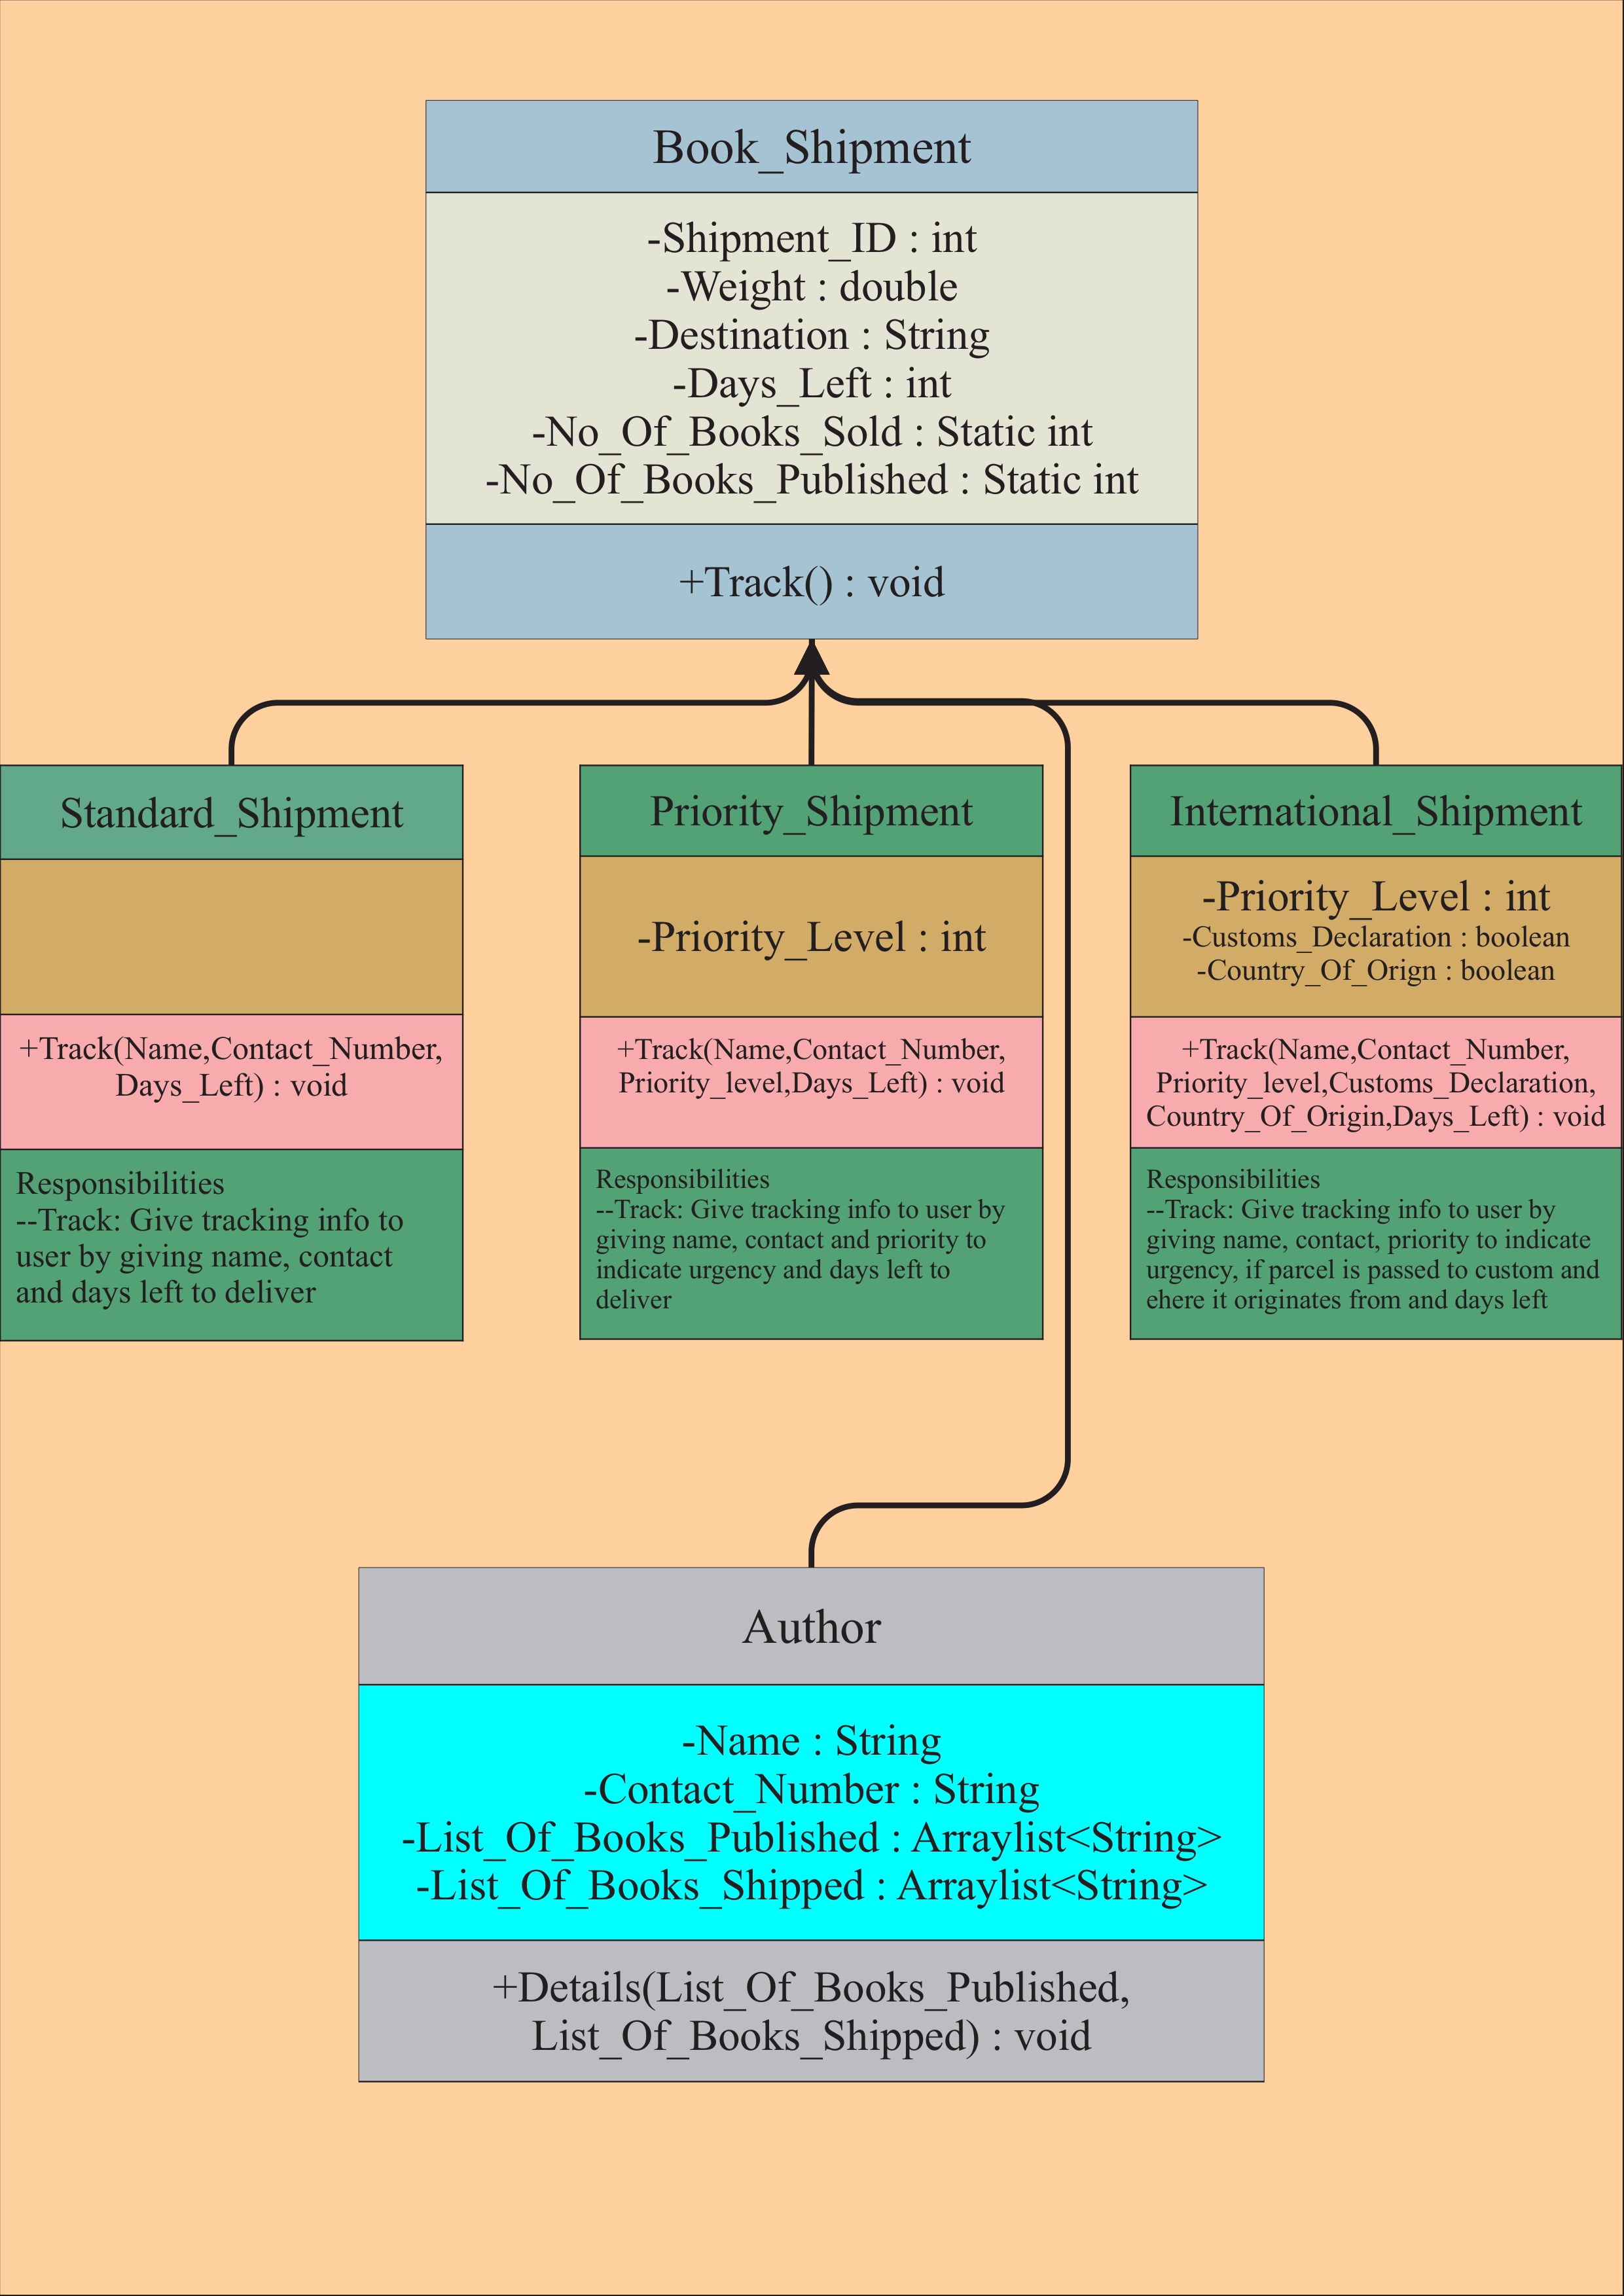 Book_Shipment
-Shipment_ID : int
-Weight : double
-Destination : String
-Days_Left : int
-No_Of_Books_Sold : Static int
-No_Of_Books_Published : Static int
+Track() : void
Standard_Shipment
+Track(Name,Contact_Number,
Days_Left) : void
Responsibilities
--Track: Give tracking info to
user by giving name, contact
and days left to deliver
Priority_Shipment
-Priority_Level : int
+Track(Name,Contact_Number,
Priority_level,Days_Left) : void
Responsibilities
--Track: Give tracking info to user by
giving name, contact and priority to
indicate urgency and days left to
deliver
International_Shipment
-Priority_Level : int
-Customs_Declaration : boolean
-Country_Of_Orign : boolean
+Track(Name,Contact_Number,
Priority_level,Customs_Declaration,
Country_Of_Origin,Days_Left) : void
Responsibilities
--Track: Give tracking info to user by
giving name, contact, priority to indicate
urgency, if parcel is passed to custom and
ehere it originates from and days left
Author
-Name : String
-Contact_Number : String
-List_Of_Books_Published : Arraylist<String>
-List_Of_Books_Shipped : Arraylist<String>
+Details(List_Of_Books_Published,
List_Of_Books_Shipped) : void